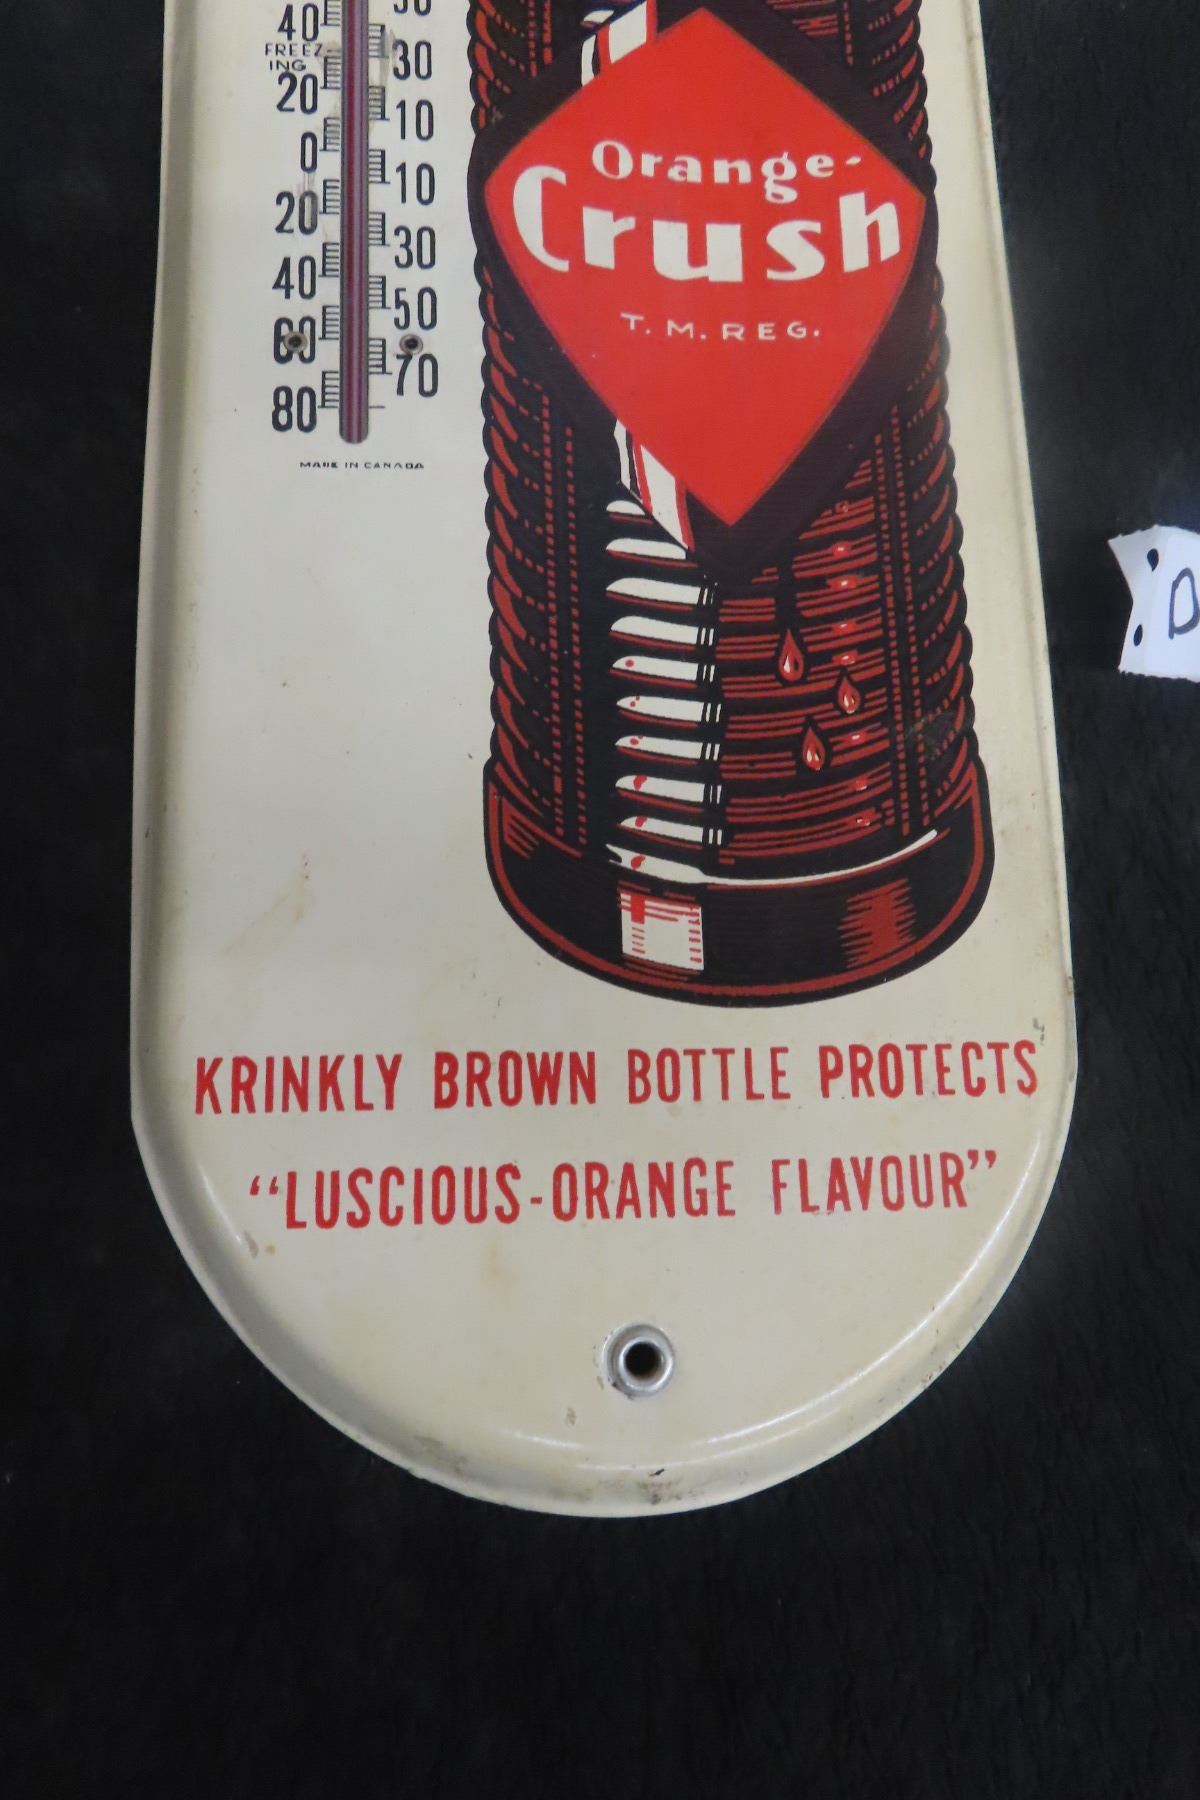 40
FREEZ
ING
20
0
20
40
60
80
30
10
10
30
50
70
MADE IN CANADA
Orange-
Crush
T. M. REG.
D
KRINKLY BROWN BOTTLE PROTECTS
“LUSCIOUS-ORANGE FLAVOUR”